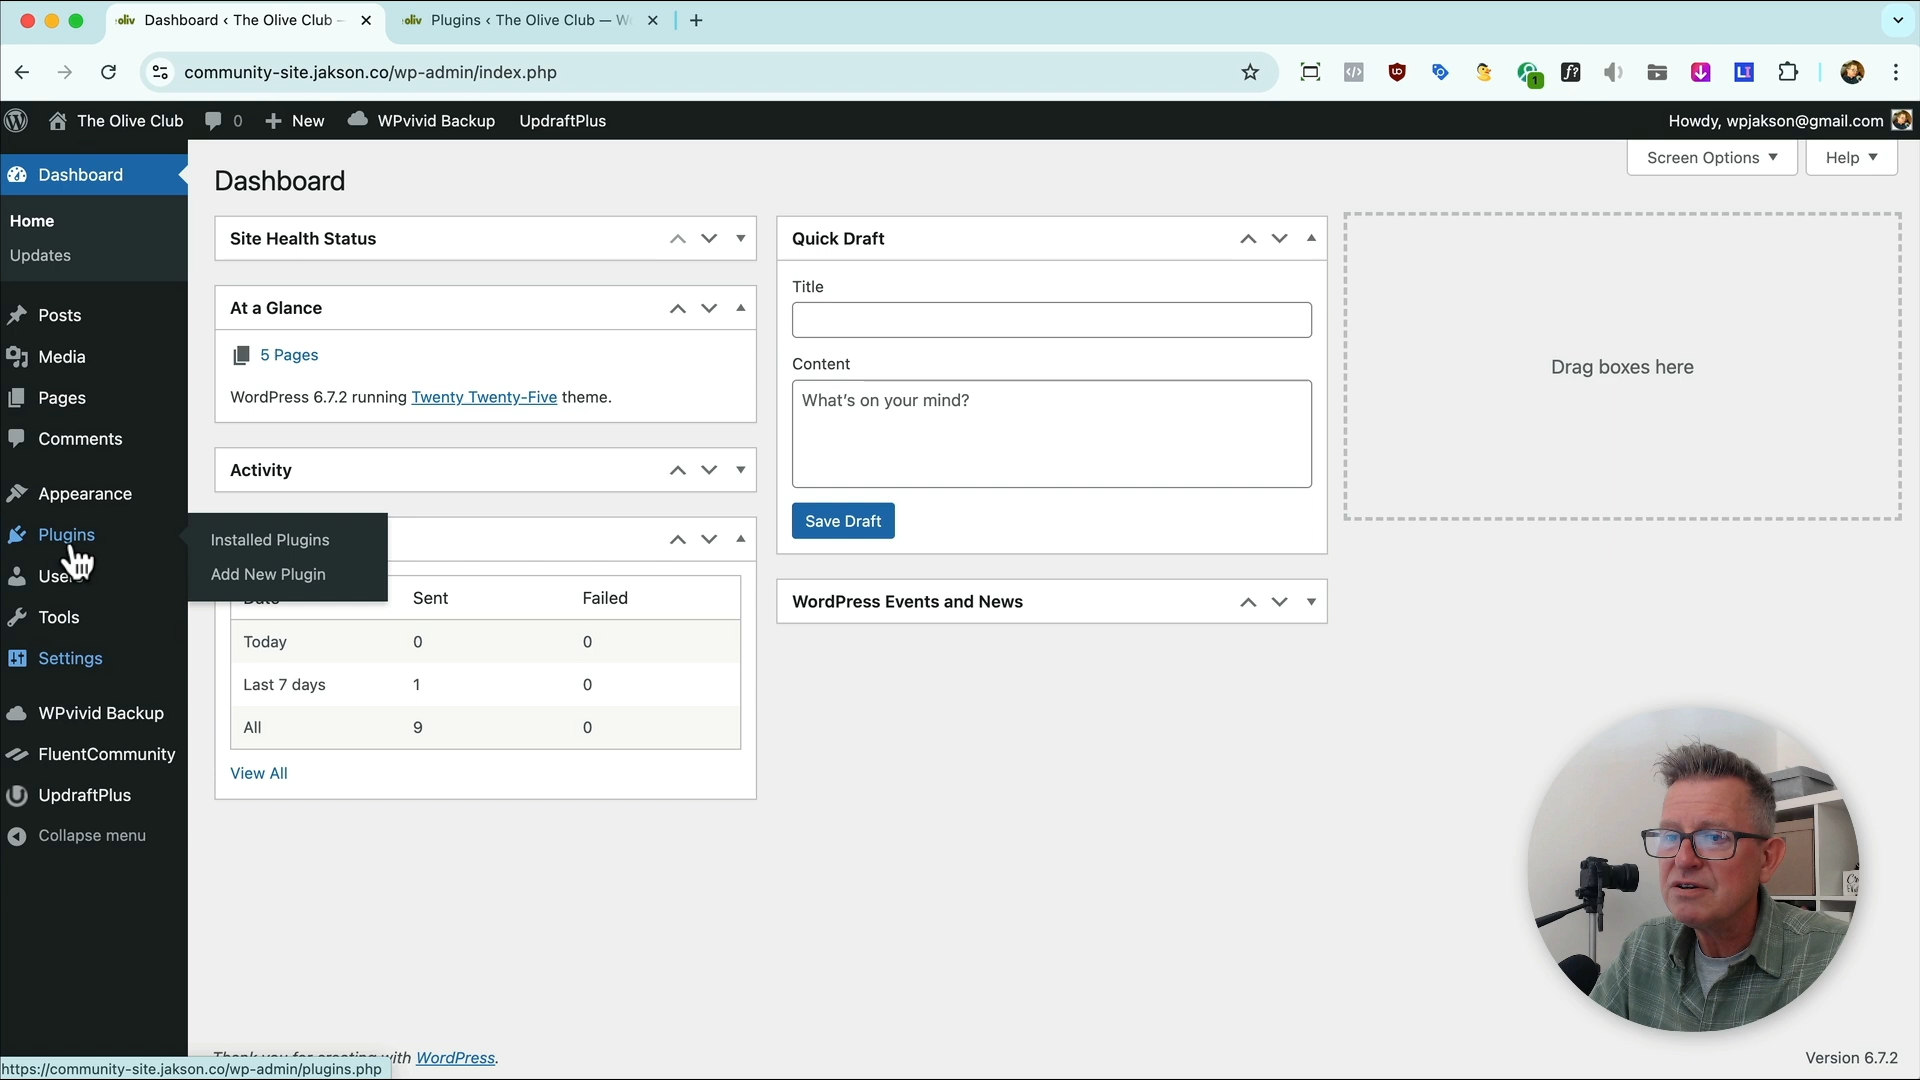 Dashboard ‹ The Olive Club –
Plugins ‹ The Olive Club — W
community-site.jakson.co/wp-admin/index.php
1
The Olive Club
0
New
WPvivid Backup
UpdraftPlus
Howdy, wpjakson@gmail.com
Dashboard
Home
Updates
Posts
Media
Pages
Comments
Appearance
Plugins
Users
Tools
Settings
WPvivid Backup
FluentCommunity
UpdraftPlus
Collapse menu
Installed Plugins
Add New Plugin
Screen Options
Help
Dashboard
Site Health Status
At a Glance
5 Pages
WordPress 6.7.2 running Twenty Twenty-Five theme.
Activity
Date Sent Failed
Today 0 0
Last 7 days 1 0
All 9 0
View All
Quick Draft
Title
Content
What's on your mind?
Save Draft
WordPress Events and News
Drag boxes here
Thank you for creating with WordPress.
Version 6.7.2
https://community-site.jakson.co/wp-admin/plugins.php